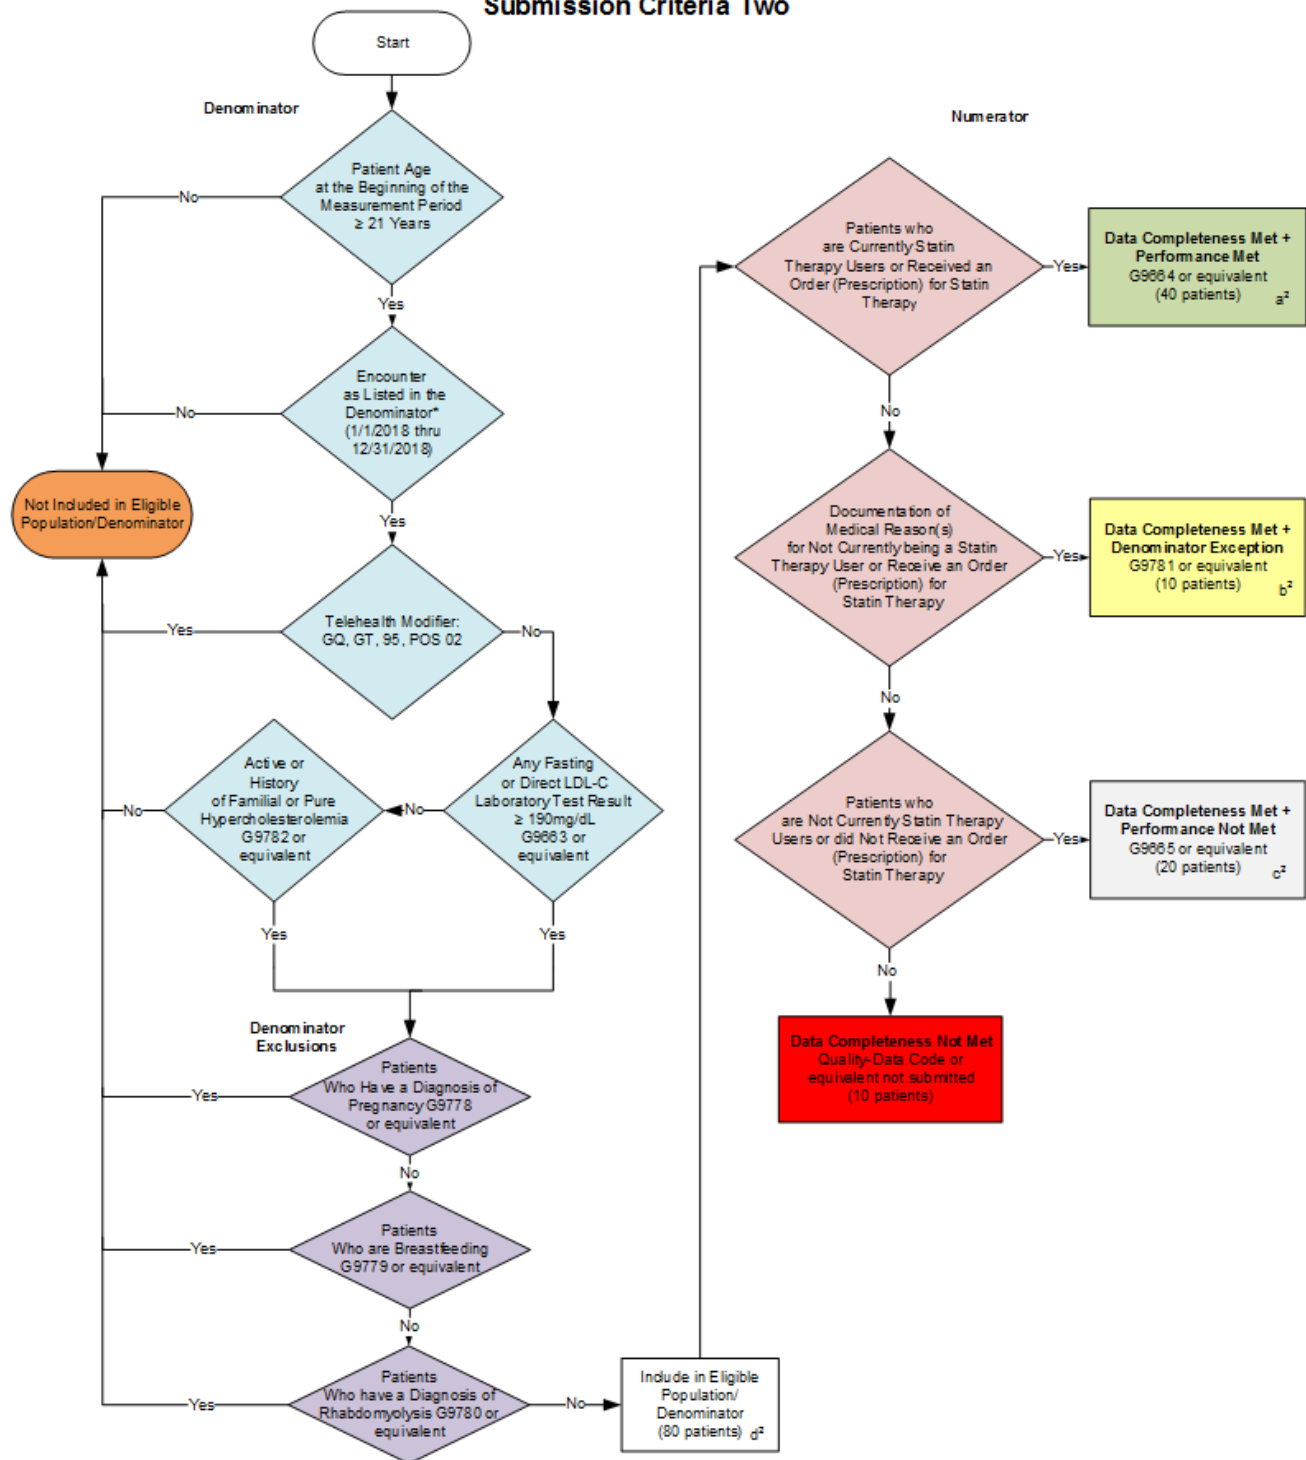 Submission Criteria Two
Start
Denominator
Patient Age
at the Beginning of the
Measurement Period
≥ 21 Years
No
Yes
Encounter
as Listed in the
Denominator*
(1/1/2018 thru
12/31/2018)
No
Yes
Not Included in Eligible
Population/Denominator
Telehealth Modifier:
GQ, GT, 95, POS 02
Yes
No
Any Fasting
or Direct LDL-C
Laboratory Test Result
≥ 190mg/dL
G9663 or
equivalent
No
Yes
Active or
History
of Familial or Pure
Hypercholesterolemia
G9782 or
equivalent
No
Yes
Denominator
Exclusions
Patients
Who Have a Diagnosis of
Pregnancy G9778
or equivalent
Yes
No
Patients
Who are Breastfeeding
G9779 or equivalent
Yes
No
Patients
Who have a Diagnosis of
Rhabdomyolysis G9780 or
equivalent
Yes
No
Include in Eligible
Population/
Denominator
(80 patients) d²
Numerator
Patients who
are Currently Statin
Therapy Users or Received an
Order (Prescription) for Statin
Therapy
Yes
Data Completeness Met +
Performance Met
G9664 or equivalent
(40 patients) a²
No
Documentation of
Medical Reason(s)
for Not Currently being a Statin
Therapy User or Receive an Order
(Prescription) for
Statin Therapy
Yes
Data Completeness Met +
Denominator Exception
G9781 or equivalent
(10 patients) b²
No
Patients who
are Not Currently Statin Therapy
Users or did Not Receive an Order
(Prescription) for
Statin Therapy
Yes
Data Completeness Met +
Performance Not Met
G9665 or equivalent
(20 patients) c²
No
Data Completeness Not Met
Quality-Data Code or
equivalent not submitted
(10 patients)